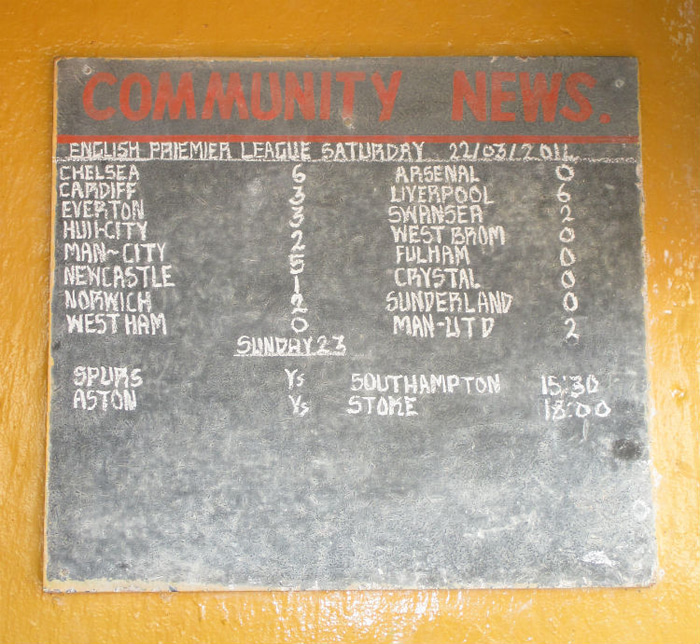 COMMUNITY NEWS.
ENGLISH PRIEMIER LEAGUE SATURDAY 22/03/2014
CHELSEA 6 ARSENAL 0
CARDIFF 3 LIVERPOOL 6
EVERTON 3 SWANSEA 2
HUll-CITY 2 WEST BROM 0
MAN~CITY 5 FULHAM 0
NEWCASTLE 1 CRYSTAL 0
NORWICH 2 SUNDERLAND 0
WEST HAM 0 MAN-UTD 2
SUNDAY 23
SPURS Vs SOUTHAMPTON 15:30
ASTON Vs STOKE 18:00